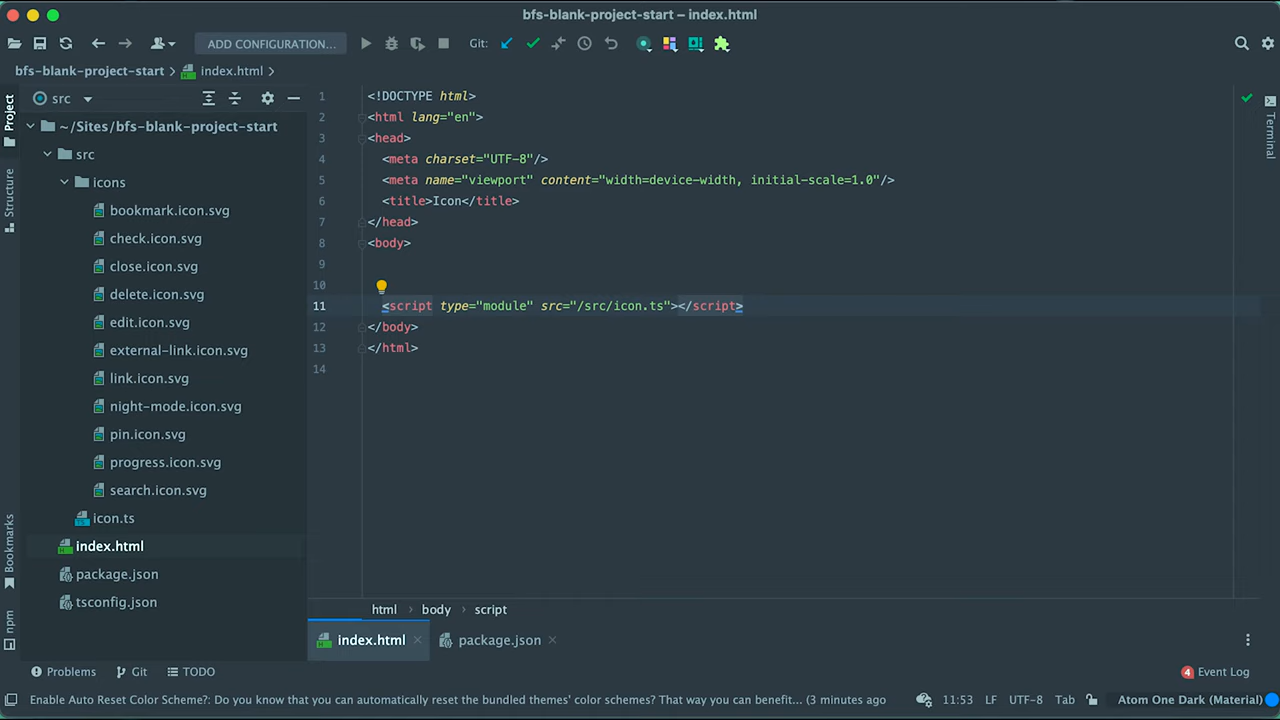 bfs-blank-project-start – index.html
ADD CONFIGURATION...
Git:
bfs-blank-project-start
index.html
Project
Structure
Bookmarks
npm
src
~/Sites/bfs-blank-project-start
src
icons
bookmark.icon.svg
check.icon.svg
close.icon.svg
delete.icon.svg
edit.icon.svg
external-link.icon.svg
link.icon.svg
night-mode.icon.svg
pin.icon.svg
progress.icon.svg
search.icon.svg
icon.ts
index.html
package.json
tsconfig.json
1 <!DOCTYPE html>
2 <html lang="en">
3 <head>
4 <meta charset="UTF-8"/>
5 <meta name="viewport" content="width=device-width, initial-scale=1.0"/>
6 <title>Icon</title>
7 </head>
8 <body>
9
10
11 <script type="module" src="/src/icon.ts"></script>
12 </body>
13 </html>
14
Terminal
html
body
script
index.html
package.json
Problems
Git
TODO
4 Event Log
Enable Auto Reset Color Scheme?: Do you know that you can automatically reset the bundled themes' color schemes? That way you can benefit... (3 minutes ago
11:53
LF
UTF-8
Tab
Atom One Dark (Material)